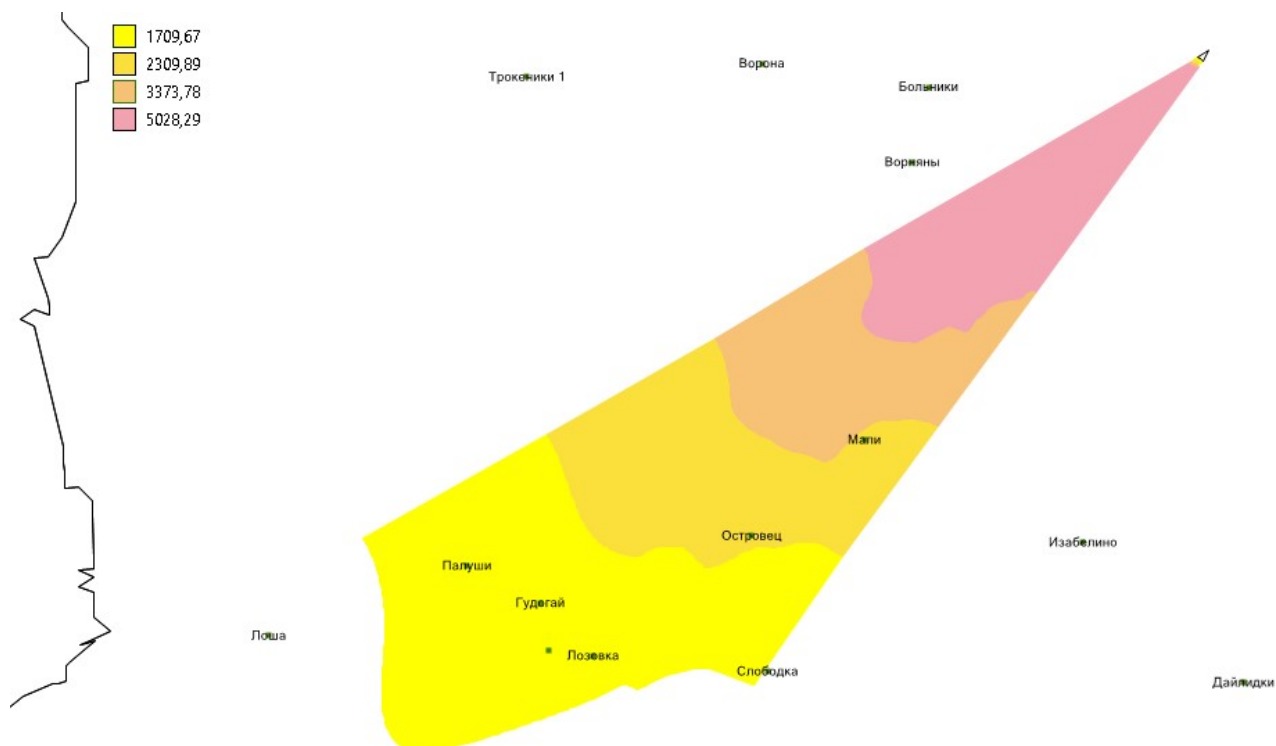 1709,67
2309,89
3373,78
5028,29
Трокеники 1
Ворона
Больники
Ворняны
Мали
Островец
Изабелино
Палуши
Гудогай
Лоша
Лозовка
Слободка
Дайлидки